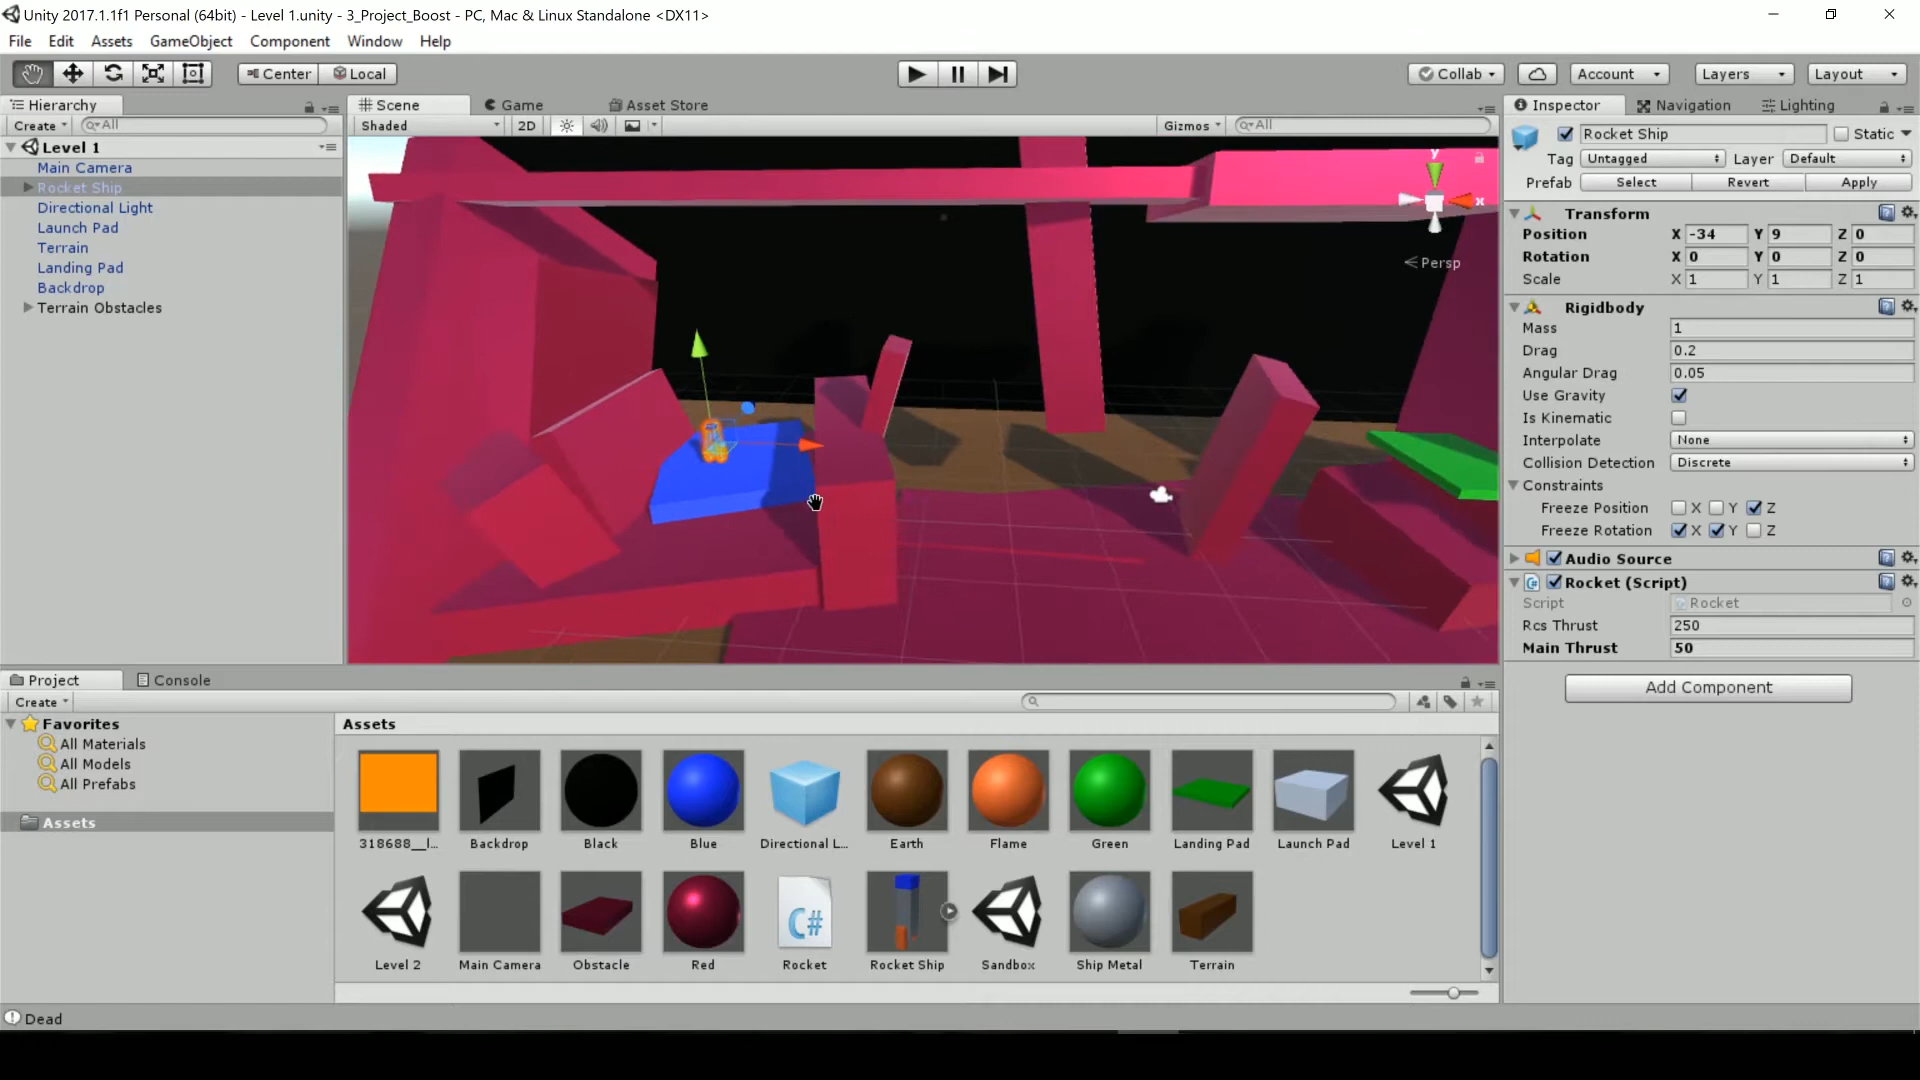 Unity 2017.1.1f1 Personal (64bit) - Level 1.unity - 3_Project_Boost - PC, Mac & Linux Standalone <DX11>
File Edit Assets GameObject Component Window Help
Center Local Collab Account Layers Layout
Hierarchy
Create All
Level 1
Main Camera
Rocket Ship
Directional Light
Launch Pad
Terrain
Landing Pad
Backdrop
Terrain Obstacles
Scene Game Asset Store
Shaded 2D Gizmos All
y
x
Persp
Inspector Navigation Lighting
Rocket Ship Static
Tag Untagged Layer Default
Prefab Select Revert Apply
Transform
Position X -34 Y 9 Z 0
Rotation X 0 Y 0 Z 0
Scale X 1 Y 1 Z 1
Rigidbody
Mass 1
Drag 0.2
Angular Drag 0.05
Use Gravity
Is Kinematic
Interpolate None
Collision Detection Discrete
Constraints
Freeze Position X Y Z
Freeze Rotation X Y Z
Audio Source
Rocket (Script)
Script Rocket
Rcs Thrust 250
Main Thrust 50
Add Component
Project Console
Create
Favorites
All Materials
All Models
All Prefabs
Assets
Assets
318688__l... Backdrop Black Blue Directional L... Earth Flame Green Landing Pad Launch Pad Level 1
C#
Level 2 Main Camera Obstacle Red Rocket Rocket Ship Sandbox Ship Metal Terrain
Dead